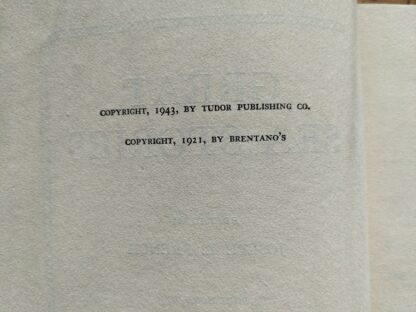 COPYRIGHT, 1943, BY TUDOR PUBLISHING CO.
COPYRIGHT, 1921, BY BRENTANO'S